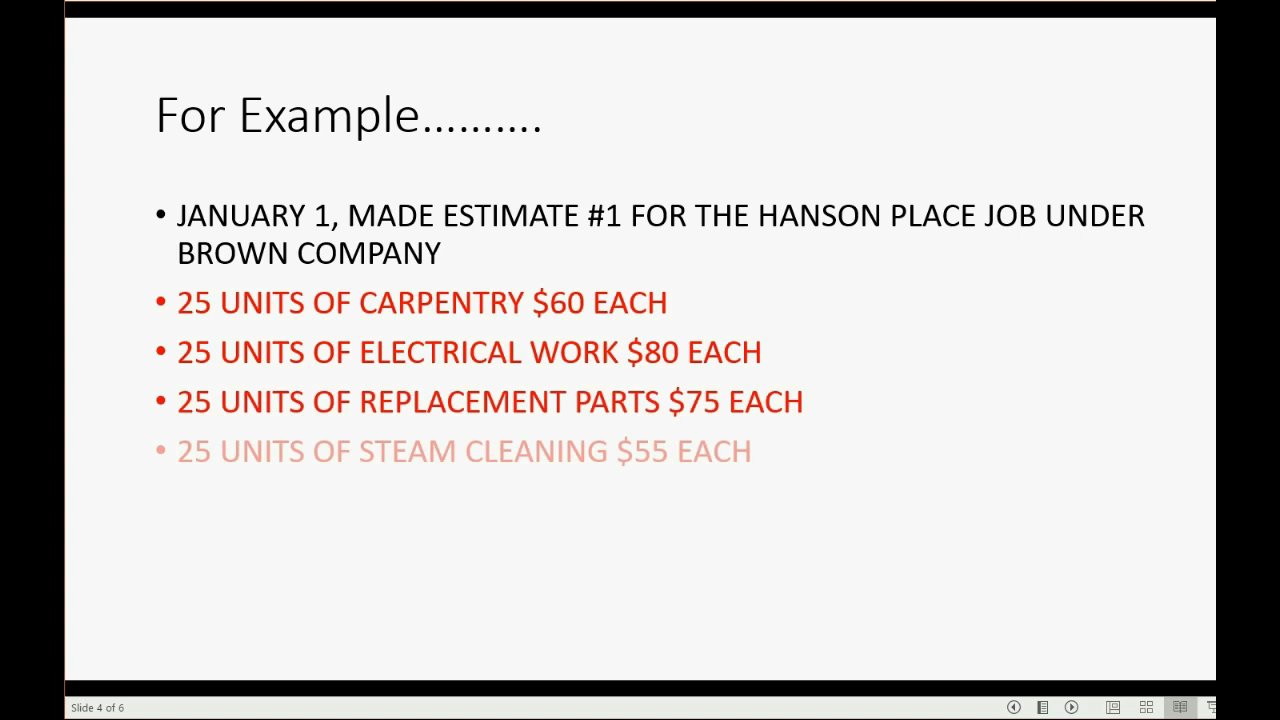 For Example..........
• JANUARY 1, MADE ESTIMATE #1 FOR THE HANSON PLACE JOB UNDER
BROWN COMPANY
• 25 UNITS OF CARPENTRY $60 EACH
• 25 UNITS OF ELECTRICAL WORK $80 EACH
• 25 UNITS OF REPLACEMENT PARTS $75 EACH
• 25 UNITS OF STEAM CLEANING $55 EACH
Slide 4 of 6